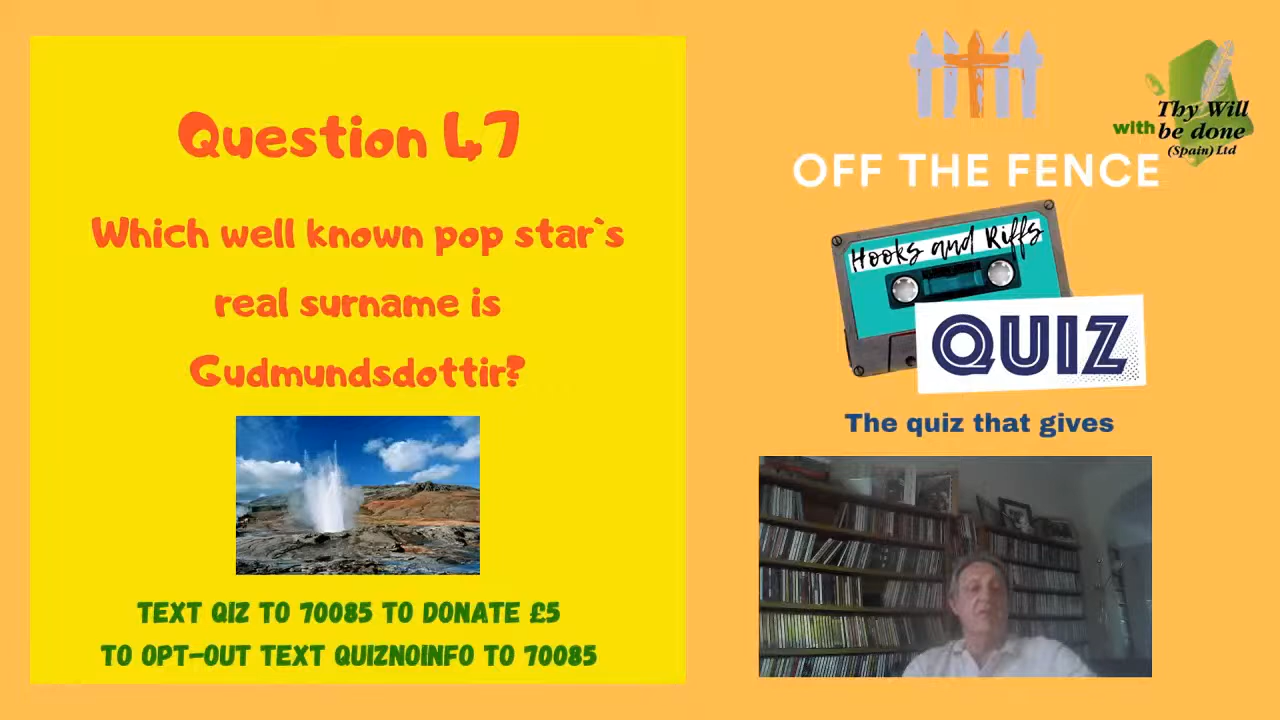 Question 47
Which well known pop star`s
real surname is
Gudmundsdottir?
TEXT QIZ TO 70085 TO DONATE £5
TO OPT-OUT TEXT QUIZNOINFO TO 70085
OFF THE FENCE
with Thy Will
be done
(Spain) Ltd
Hooks and Riffs
QUIZ
The quiz that gives